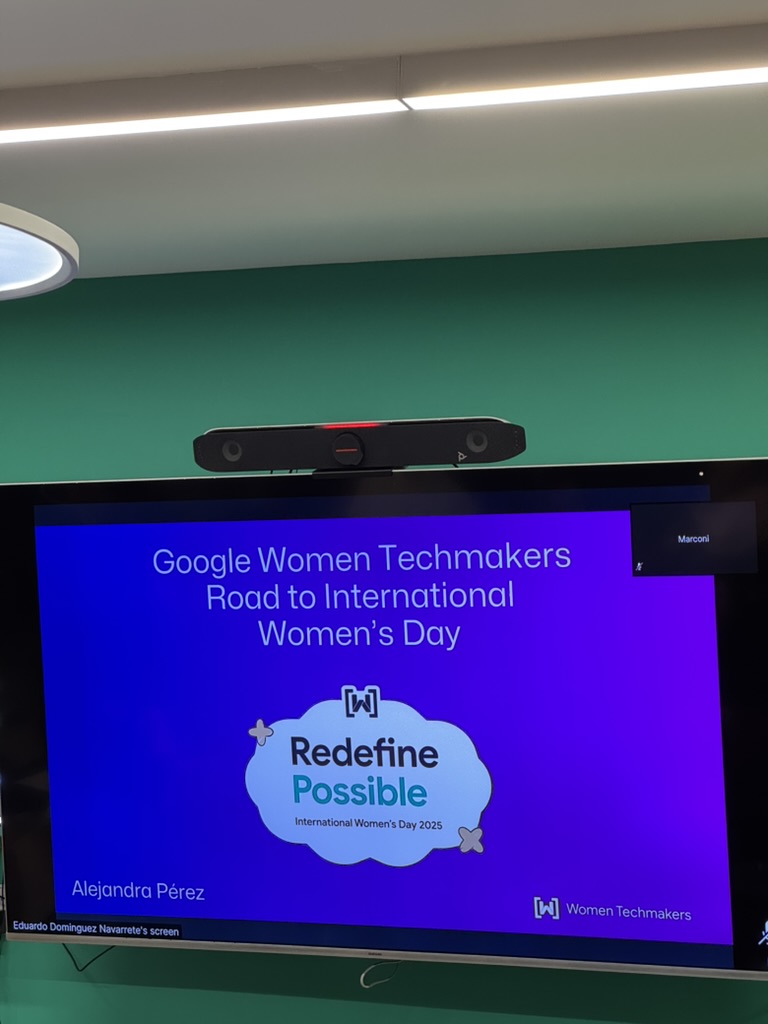 Google Women Techmakers
Road to International
Women's Day
Marconi
[W]
Redefine
Possible
International Women's Day 2025
Alejandra Pérez
[W] Women Techmakers
Eduardo Dominguez Navarrete's screen